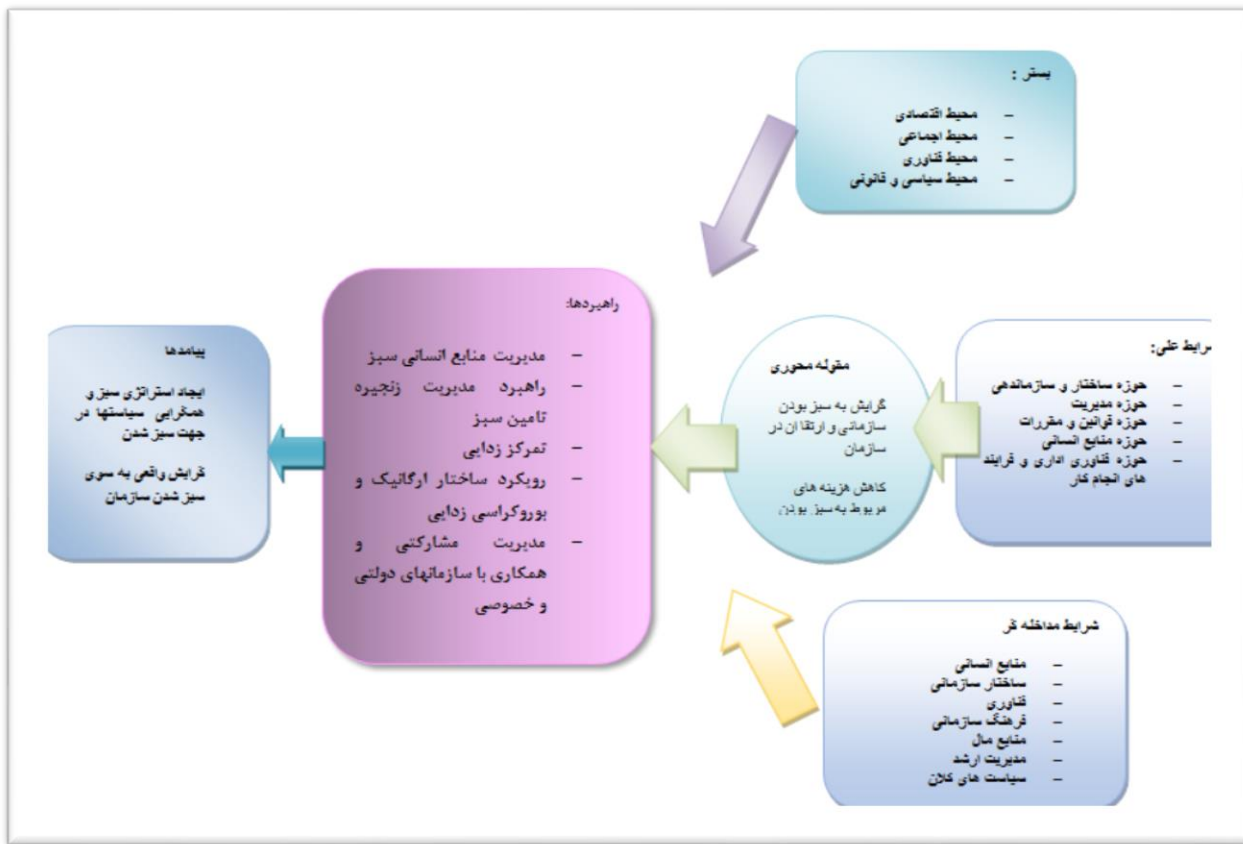 بستر :
– محیط اقتصادی
– محیط اجماعی
– محیط فناوری
– محیط سیاسی و قانونی
شرایط علی:
– حوزه ساختار و سازماندهی
– حوزه مدیریت
– حوزه قوانین و مقررات
– حوزه منابع انسانی
– حوزه فناوری اداری و فرایند
های انجام کار
مقوله محوری
گرایش به سبز بودن
سازمانی و ارتقا ان در
سازمان
کاهش هزینه های
مربوط به سبز بودن
راهبردها:
– مدیریت منابع انسانی سبز
– راهبرد مدیریت زنجیره
تامین سبز
– تمرکز زدایی
– رویکرد ساختار ارگانیک و
بوروکراسی زدایی
– مدیریت مشارکتی و
همکاری با سازمانهای دولتی
و خصوصی
پیامدها
ایجاد استراتژی سبز و
همگرایی سیاستها در
جهت سبز شدن
گرایش واقعی به سوی
سبز شدن سازمان
شرایط مداخله گر
– منابع انسانی
– ساختار سازمانی
– فناوری
– فرهنگ سازمانی
– منابع مال
– مدیریت ارشد
– سیاست های کلان